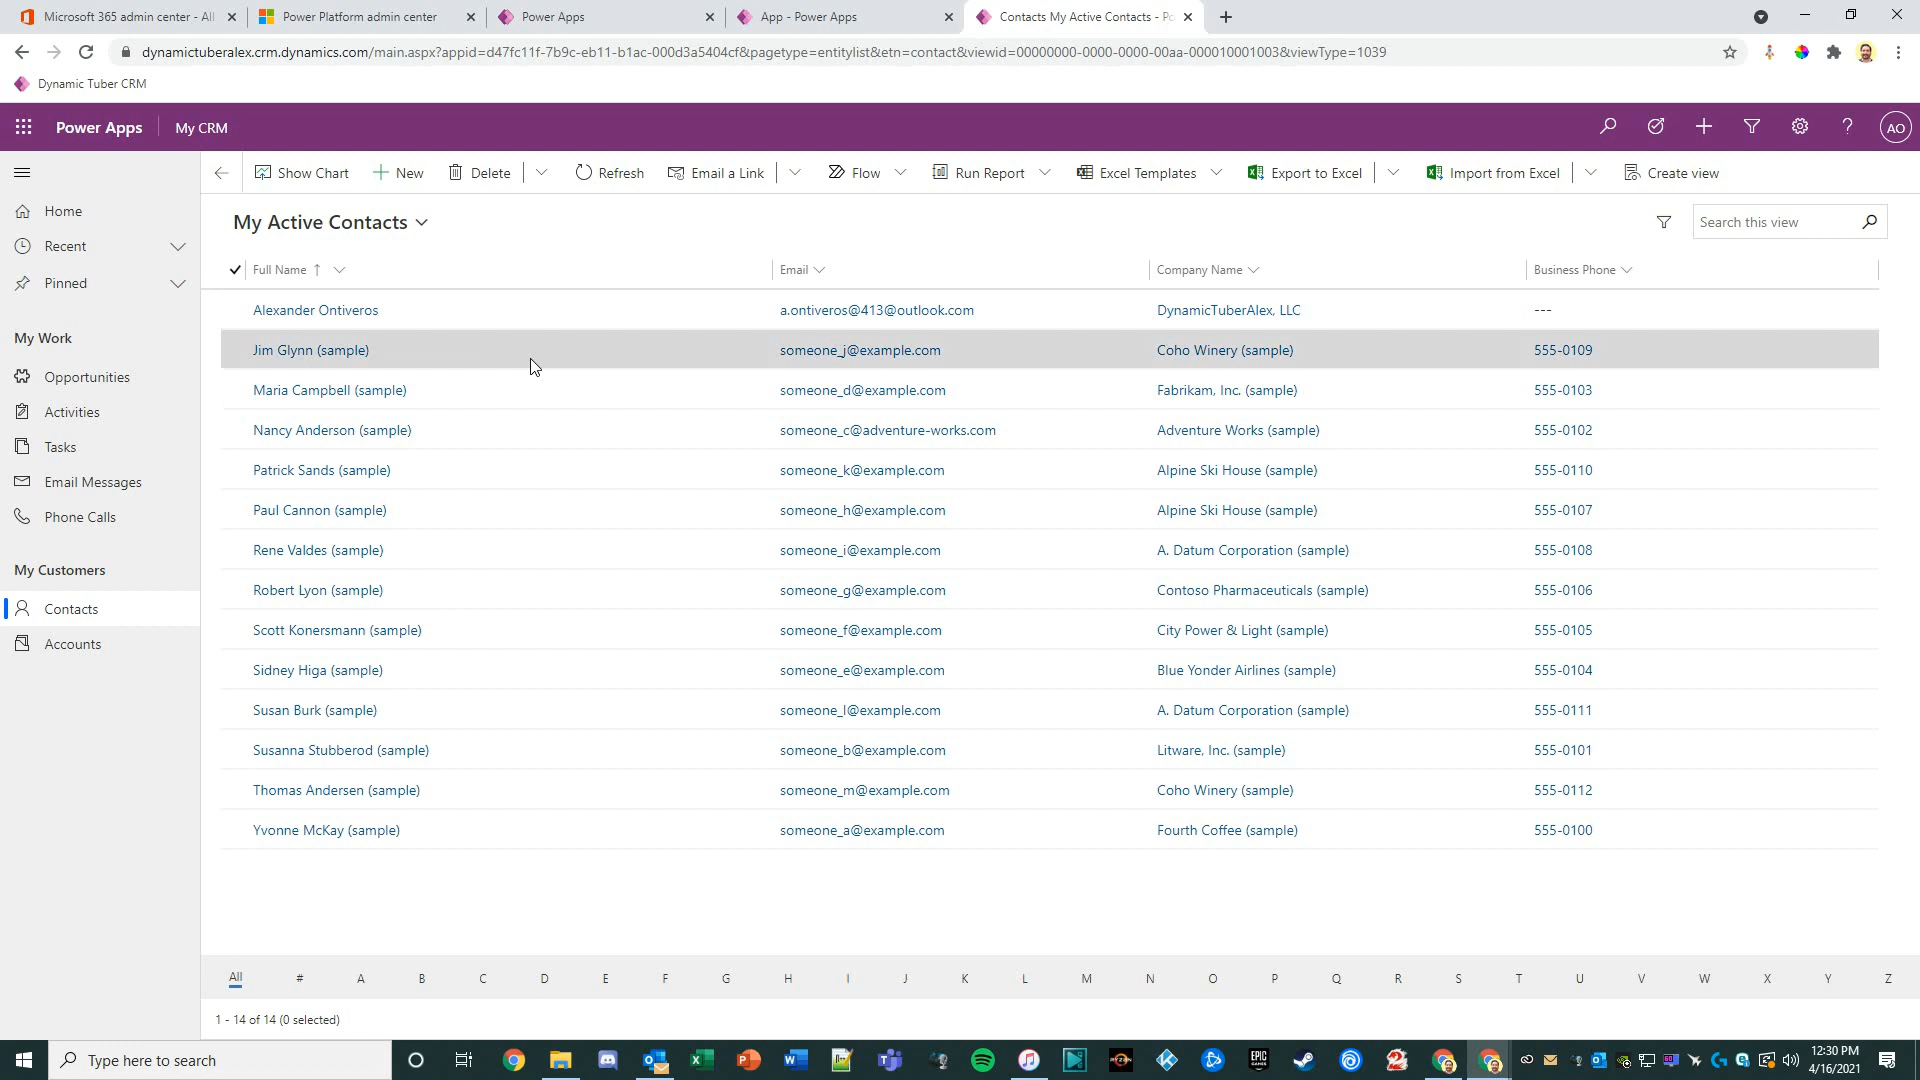 Microsoft 365 admin center - All
Power Platform admin center
Power Apps
App - Power Apps
Contacts My Active Contacts - Po
dynamictuberalex.crm.dynamics.com/main.aspx?appid=d47fc11f-7b9c-eb11-b1ac-000d3a5404cf&pagetype=entitylist&etn=contact&viewid=00000000-0000-0000-00aa-000010001003&viewType=1039
Dynamic Tuber CRM
Power Apps My CRM
AO
Show Chart New Delete Refresh Email a Link Flow Run Report Excel Templates Export to Excel Import from Excel Create view
Home
Recent
Pinned
My Work
Opportunities
Activities
Tasks
Email Messages
Phone Calls
My Customers
Contacts
Accounts
My Active Contacts
Search this view
Full Name Email Company Name Business Phone
Alexander Ontiveros a.ontiveros@413@outlook.com DynamicTuberAlex, LLC ---
Jim Glynn (sample) someone_j@example.com Coho Winery (sample) 555-0109
Maria Campbell (sample) someone_d@example.com Fabrikam, Inc. (sample) 555-0103
Nancy Anderson (sample) someone_c@adventure-works.com Adventure Works (sample) 555-0102
Patrick Sands (sample) someone_k@example.com Alpine Ski House (sample) 555-0110
Paul Cannon (sample) someone_h@example.com Alpine Ski House (sample) 555-0107
Rene Valdes (sample) someone_i@example.com A. Datum Corporation (sample) 555-0108
Robert Lyon (sample) someone_g@example.com Contoso Pharmaceuticals (sample) 555-0106
Scott Konersmann (sample) someone_f@example.com City Power & Light (sample) 555-0105
Sidney Higa (sample) someone_e@example.com Blue Yonder Airlines (sample) 555-0104
Susan Burk (sample) someone_l@example.com A. Datum Corporation (sample) 555-0111
Susanna Stubberod (sample) someone_b@example.com Litware, Inc. (sample) 555-0101
Thomas Andersen (sample) someone_m@example.com Coho Winery (sample) 555-0112
Yvonne McKay (sample) someone_a@example.com Fourth Coffee (sample) 555-0100
All # A B C D E F G H I J K L M N O P Q R S T U V W X Y Z
1 - 14 of 14 (0 selected)
Type here to search
EPIC GAMES
12:30 PM
4/16/2021